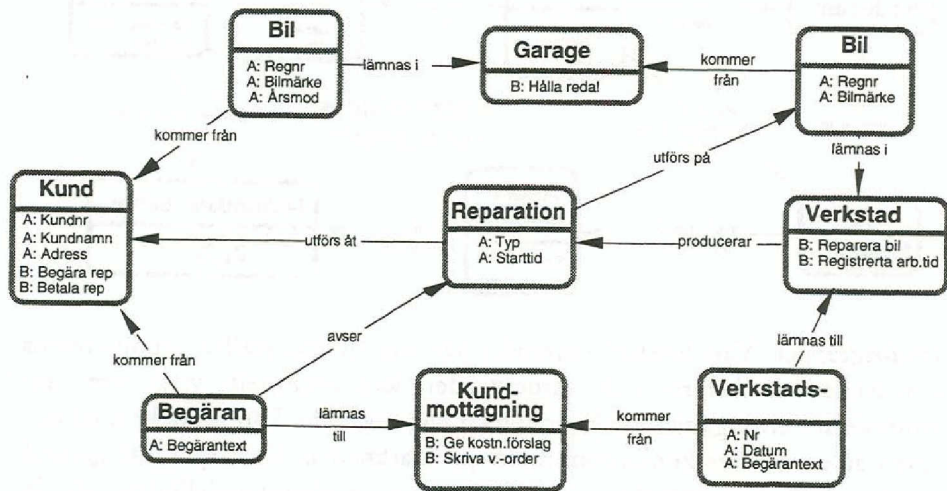 Bil
A: Regnr
A: Bilmärke
A: Årsmod
lämnas i
Garage
B: Hålla reda!
kommer
från
Bil
A: Regnr
A: Bilmärke
kommer från
utförs på
lämnas i
Kund
A: Kundnr
A: Kundnamn
A: Adress
B: Begära rep
B: Betala rep
utförs åt
Reparation
A: Typ
A: Starttid
producerar
Verkstad
B: Reparera bil
B: Registrerta arb.tid
kommer från
avser
lämnas till
Begäran
A: Begärantext
lämnas
till
Kund-
mottagning
B; Ge kostn.förslag
B: Skriva v.-order
kommer
från
Verkstads-
A: Nr
A: Datum
A: Begärantext